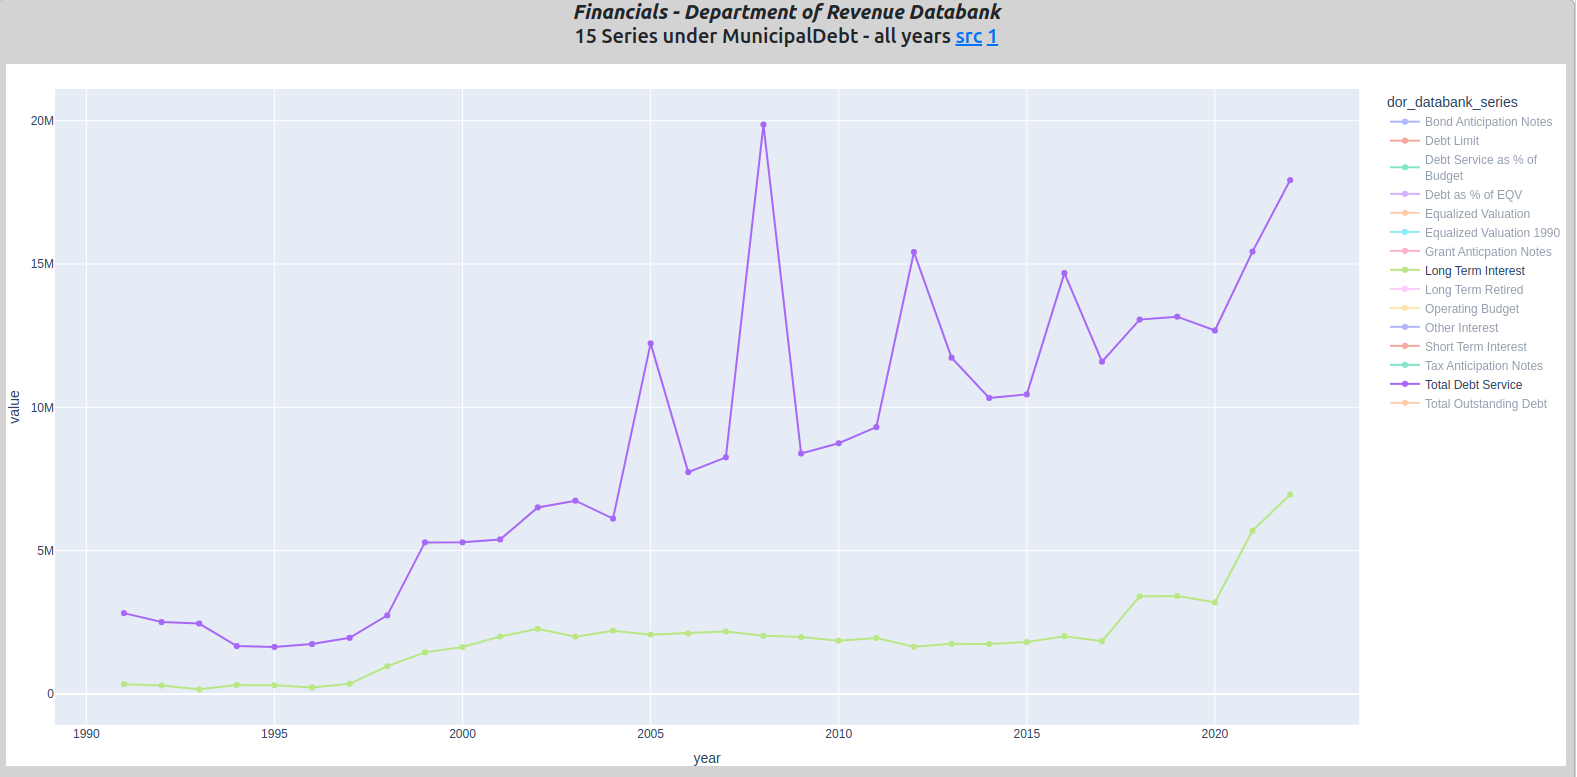 Financials - Department of Revenue Databank
15 Series under MunicipalDebt - all years src 1
20M
15M
10M
5M
0
value
1990
1995
2000
2005
2010
2015
2020
year
dor_databank_series
Bond Anticipation Notes
Debt Limit
Debt Service as % of
Budget
Debt as % of EQV
Equalized Valuation
Equalized Valuation 1990
Grant Anticpation Notes
Long Term Interest
Long Term Retired
Operating Budget
Other Interest
Short Term Interest
Tax Anticipation Notes
Total Debt Service
Total Outstanding Debt